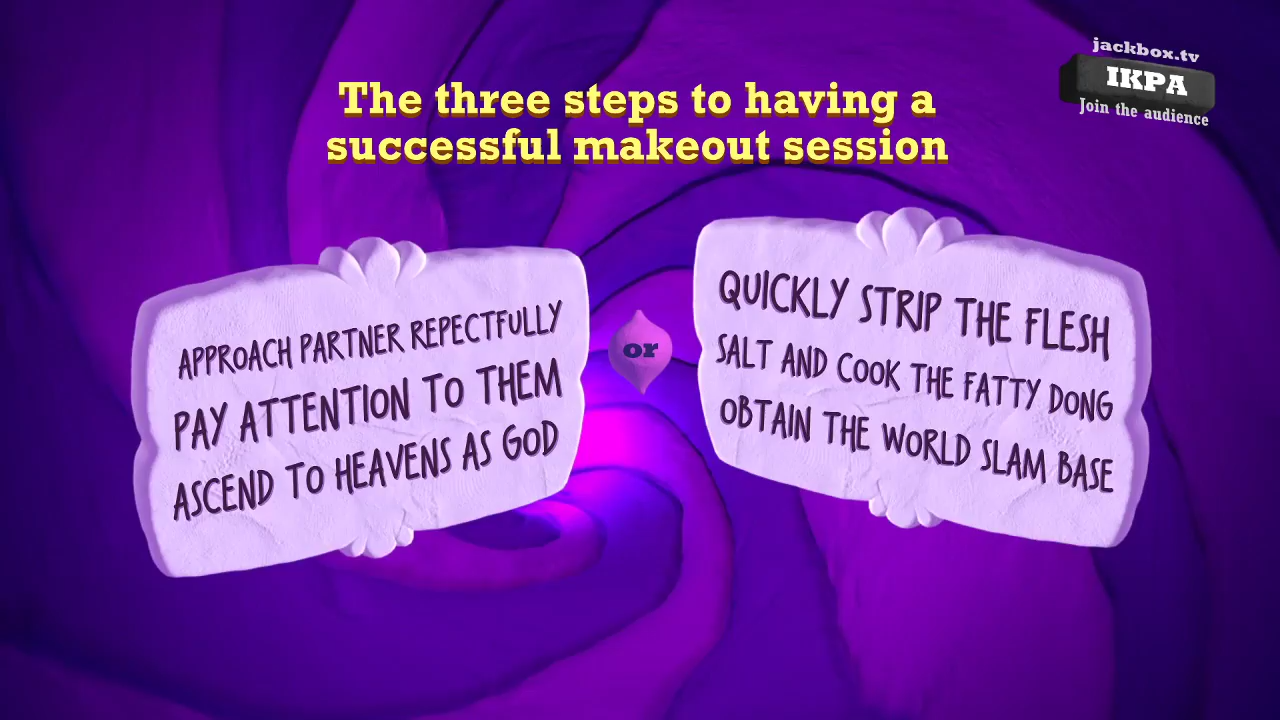 jackbox.tv
IKPA
Join the audience
The three steps to having a
successful makeout session
APPROACH PARTNER REPECTFULLY
PAY ATTENTION TO THEM
ASCEND TO HEAVENS AS GOD
or
QUICKLY STRIP THE FLESH
SALT AND COOK THE FATTY DONG
OBTAIN THE WORLD SLAM BASE